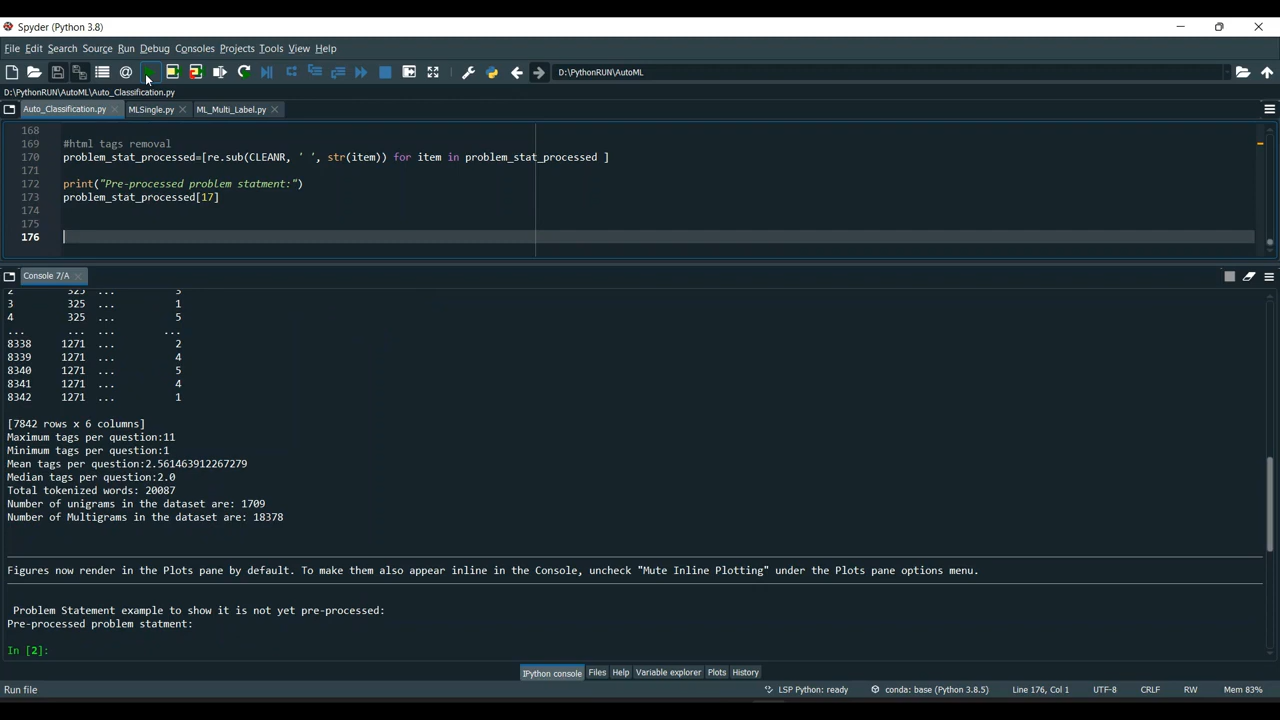 Spyder (Python 3.8)
File Edit Search Source Run Debug Consoles Projects Tools View Help
D:\PythonRUN\AutoML
D:\PythonRUN\AutoML\Auto_Classification.py
Auto_Classification.py MLSingle.py ML_Multi_Label.py
168
169 #html tags removal
170 problem_stat_processed=[re.sub(CLEANR, ' ', str(item)) for item in problem_stat_processed ]
171
172 print("Pre-processed problem statment:")
173 problem_stat_processed[17]
174
175
176
Console 7/A
2 325 ... 3
3 325 ... 1
4 325 ... 5
... ... ... ...
8338 1271 ... 2
8339 1271 ... 4
8340 1271 ... 5
8341 1271 ... 4
8342 1271 ... 1
[7842 rows x 6 columns]
Maximum tags per question:11
Minimum tags per question:1
Mean tags per question:2.561463912267279
Median tags per question:2.0
Total tokenized words: 20087
Number of unigrams in the dataset are: 1709
Number of Multigrams in the dataset are: 18378
Figures now render in the Plots pane by default. To make them also appear inline in the Console, uncheck "Mute Inline Plotting" under the Plots pane options menu.
Problem Statement example to show it is not yet pre-processed:
Pre-processed problem statment:
In [2]:
IPython console Files Help Variable explorer Plots History
Run file LSP Python: ready conda: base (Python 3.8.5) Line 176, Col 1 UTF-8 CRLF RW Mem 83%